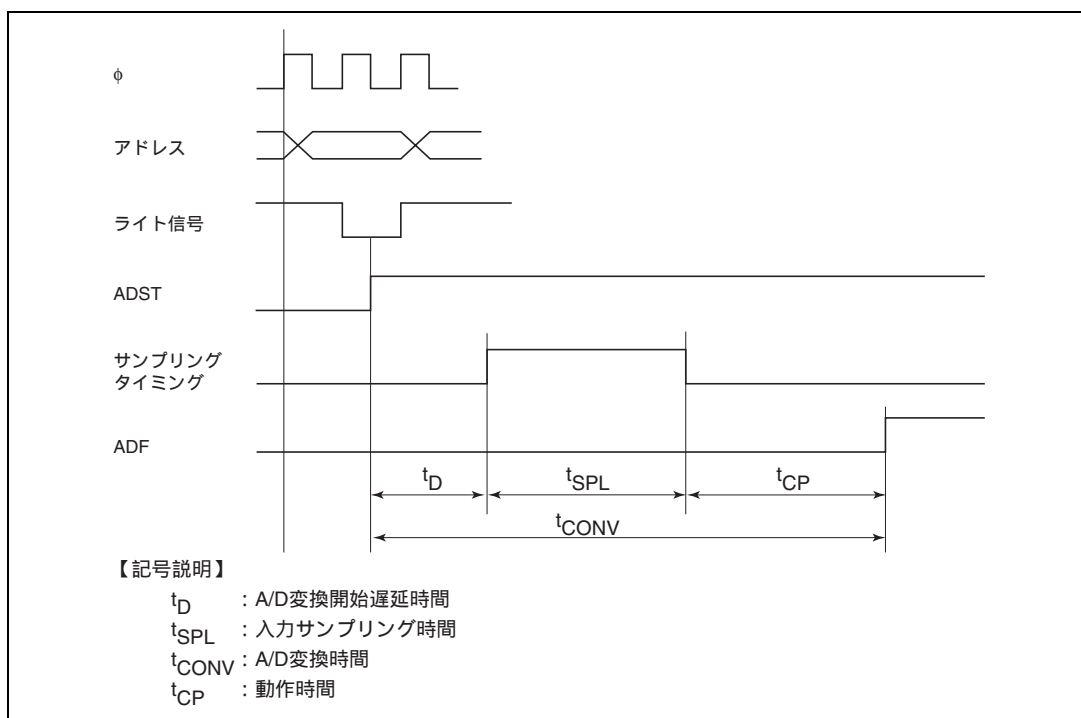 φ
アドレス
ライト信号
ADST
サンプリング
タイミング
ADF
tD tSPL tCP
tCONV
【記号説明】
tD : A/D変換開始遅延時間
tSPL : 入力サンプリング時間
tCONV : A/D変換時間
tCP : 動作時間